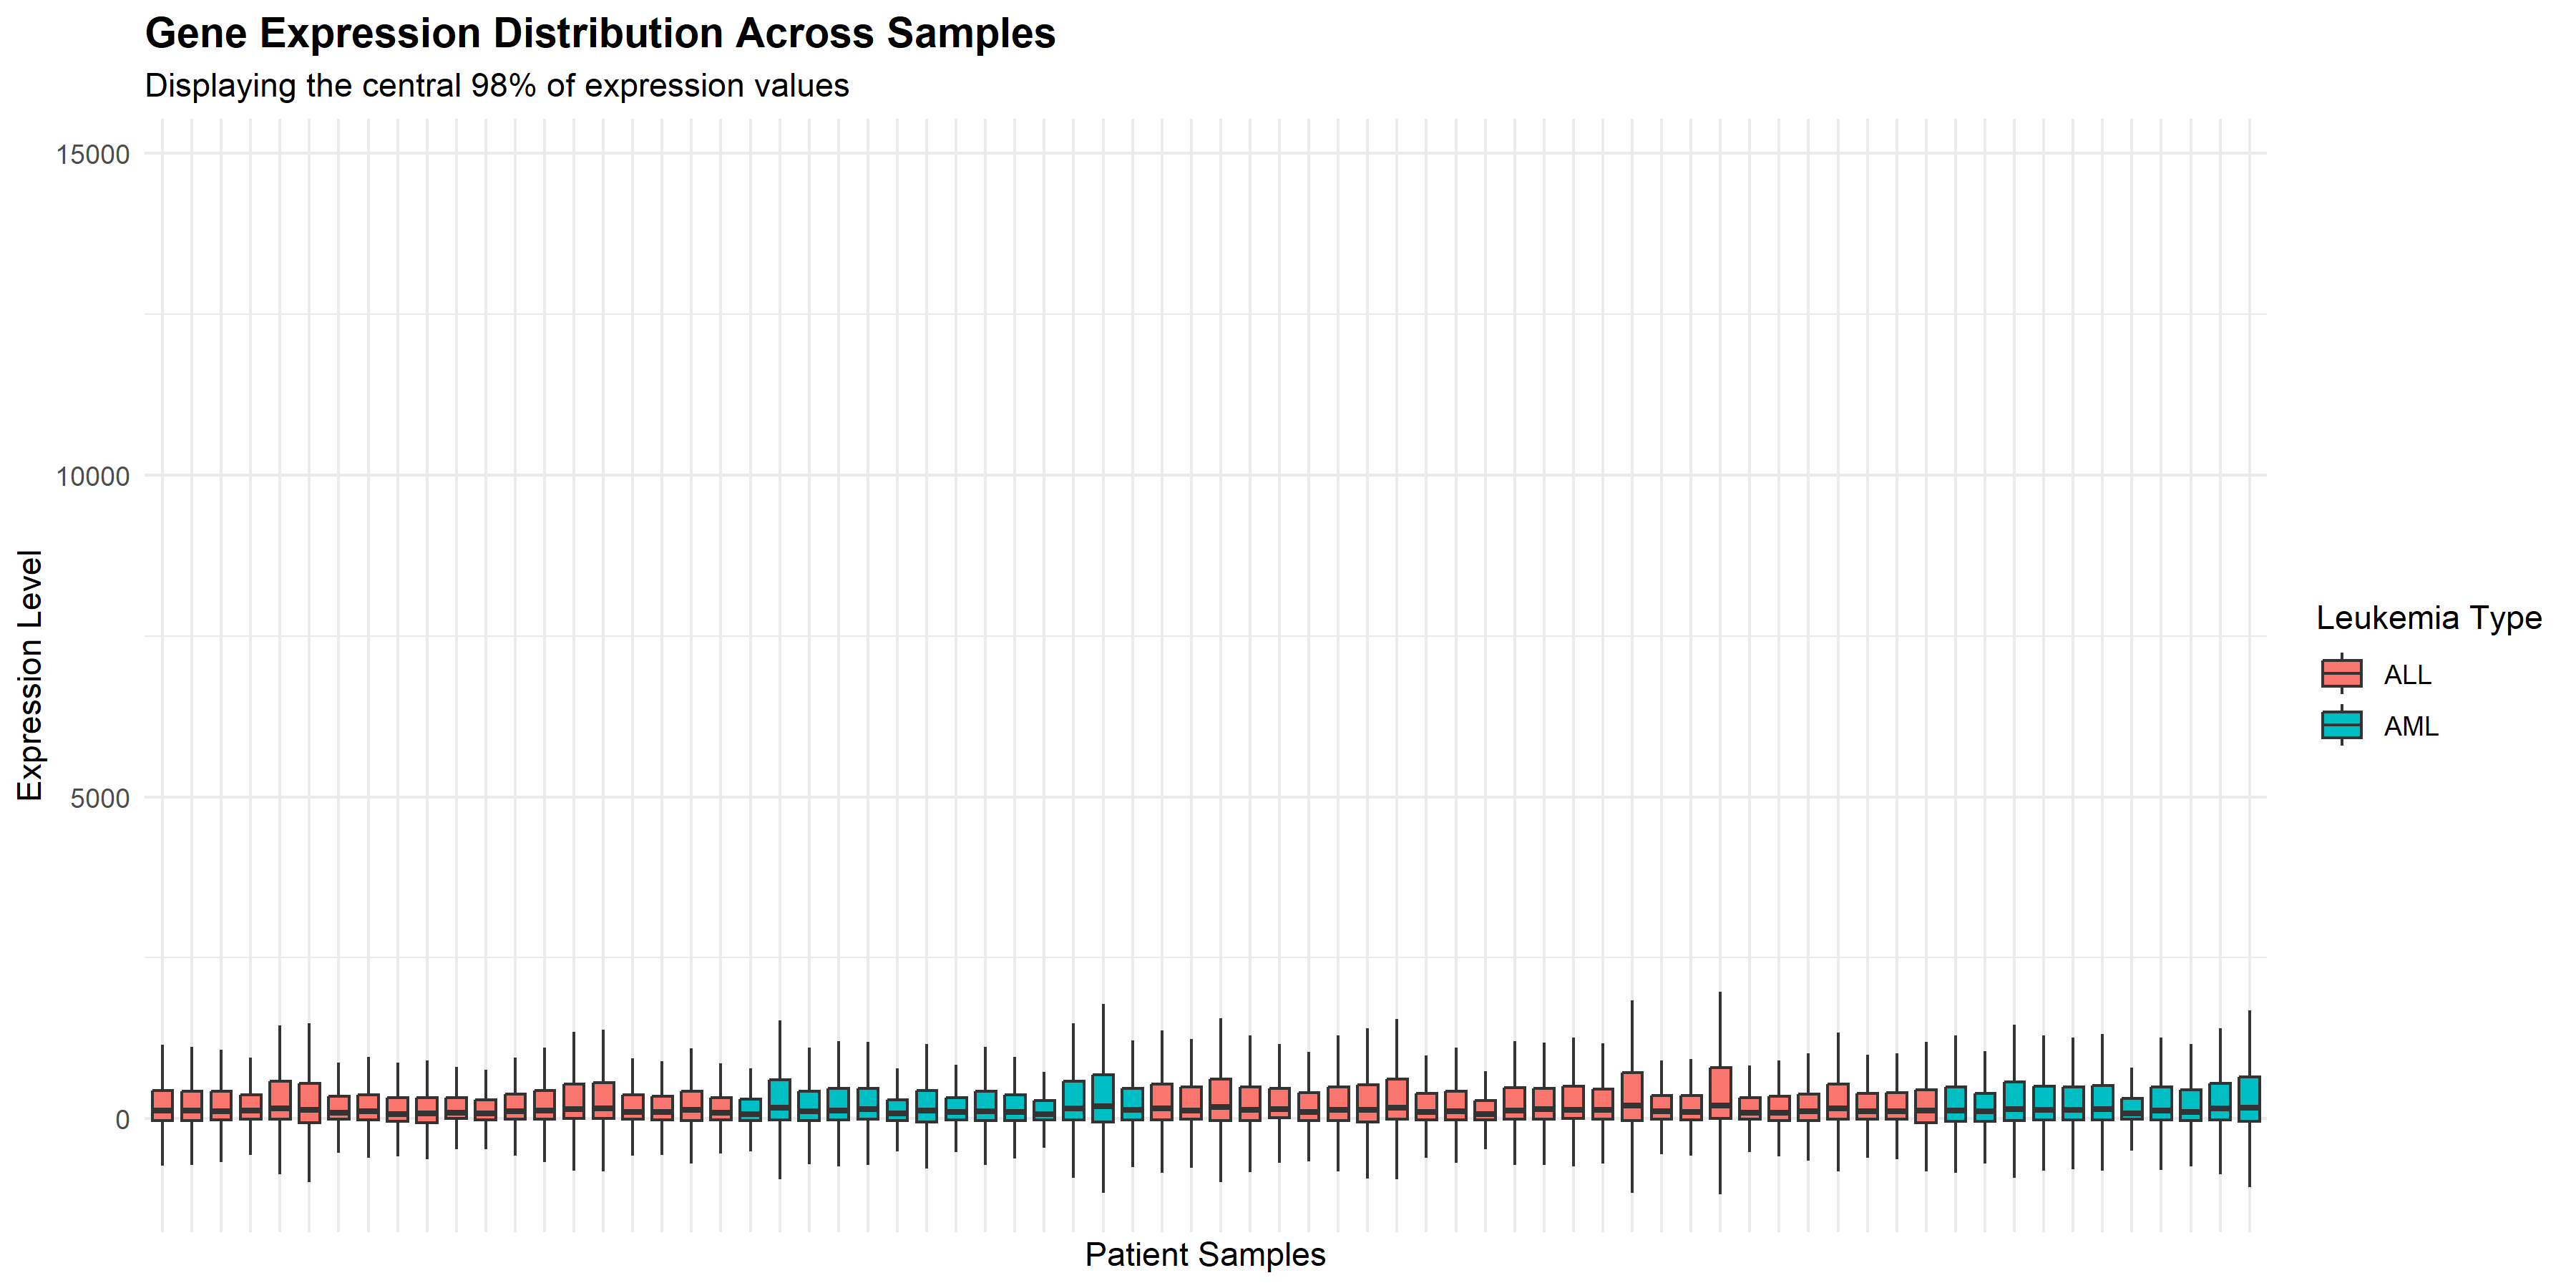 Gene Expression Distribution Across Samples
Displaying the central 98% of expression values
15000
10000
5000
0
Expression Level
Patient Samples
Leukemia Type
ALL
AML